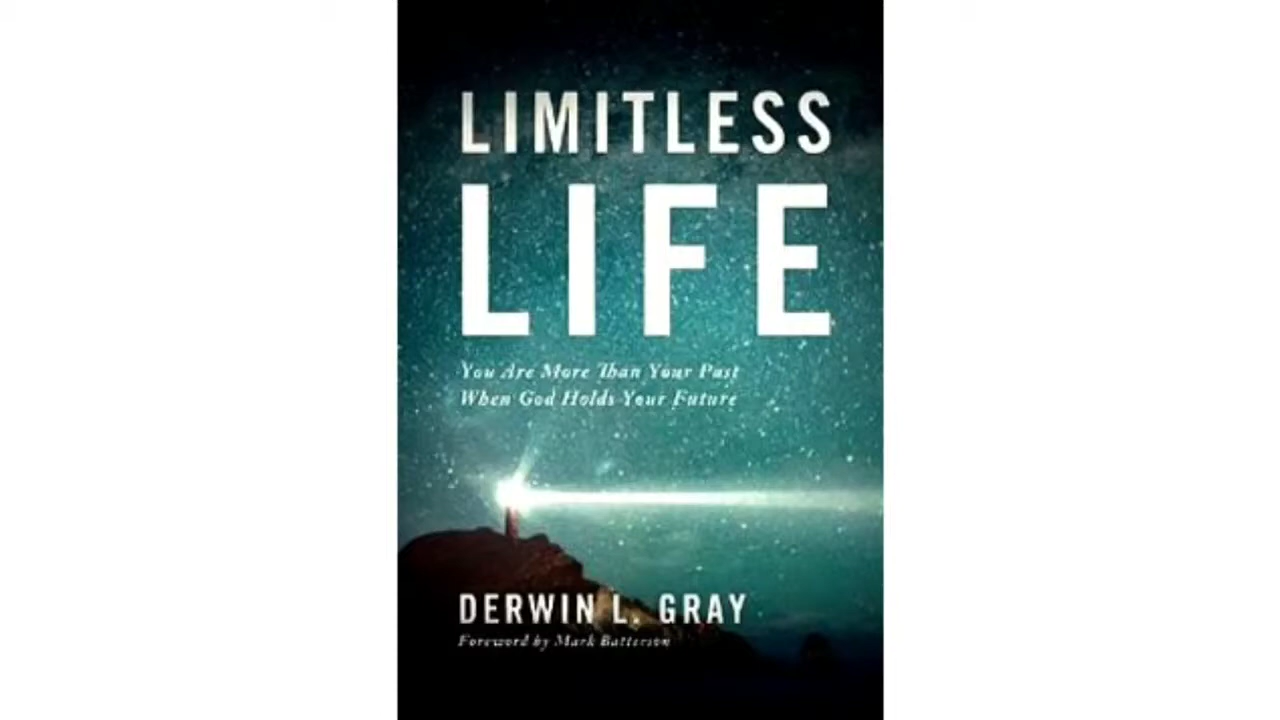 LIMITLESS
LIFE
You Are More Than Your Past
When God Holds Your Future
DERWIN L. GRAY
Foreword by Mark Batterson